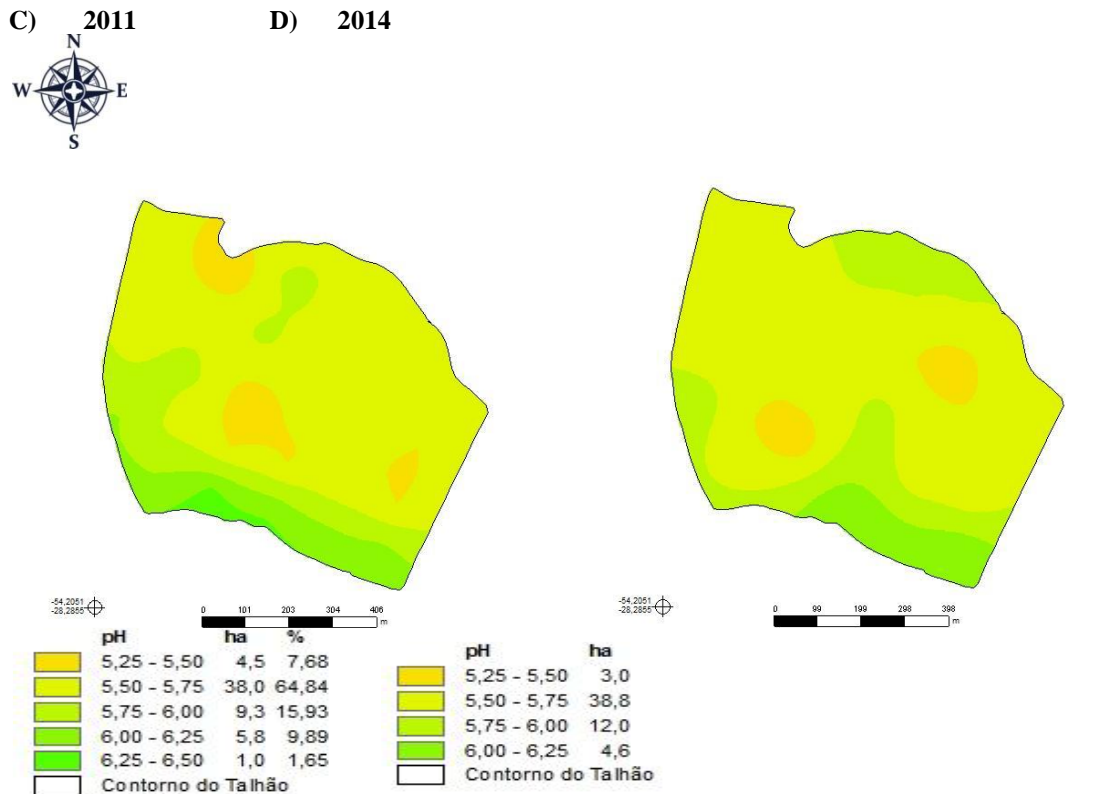 C) 2011 D) 2014
N
W E
S
-54,2051
-28,2855
0 101 203 304 406
m
-54,2051
-28,2855
0 99 199 298 398
m
pH ha %
5,25 - 5,50 4,5 7,68
5,50 - 5,75 38,0 64,84
5,75 - 6,00 9,3 15,93
6,00 - 6,25 5,8 9,89
6,25 - 6,50 1,0 1,65
Contorno do Talhão
pH ha
5,25 - 5,50 3,0
5,50 - 5,75 38,8
5,75 - 6,00 12,0
6,00 - 6,25 4,6
Contorno do Talhão